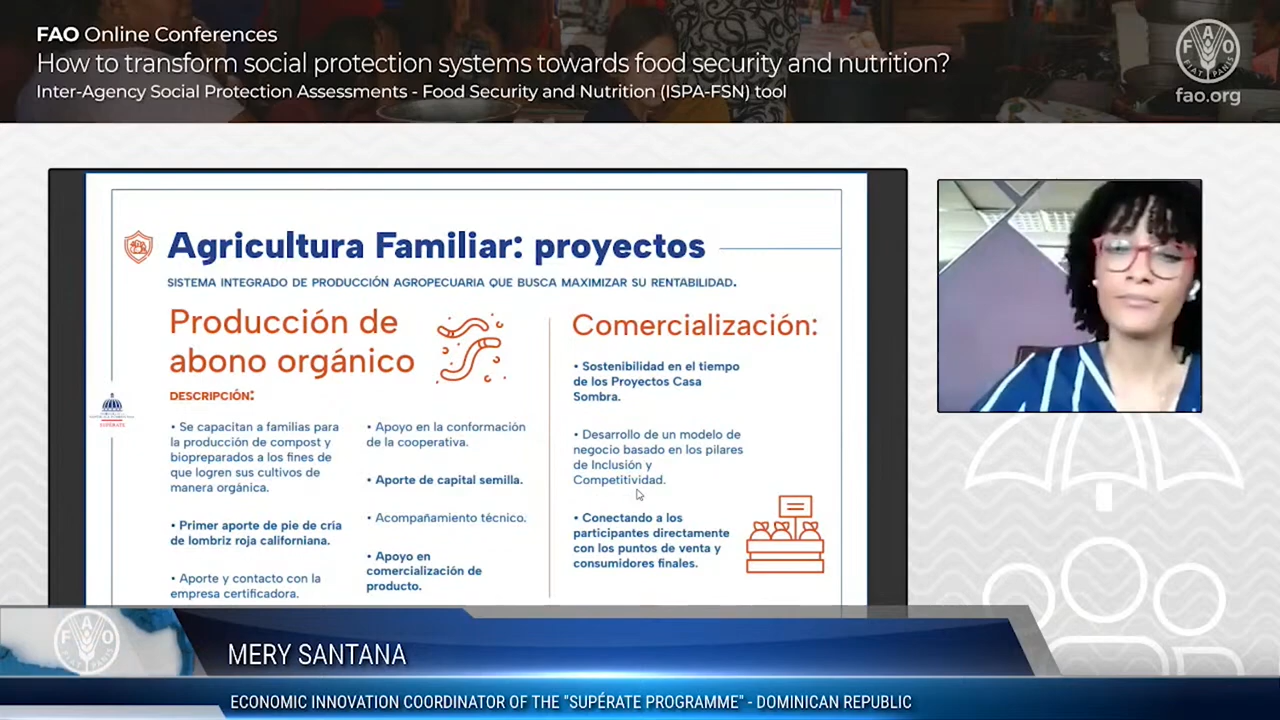 FAO Online Conferences
How to transform social protection systems towards food security and nutrition?
Inter-Agency Social Protection Assessments - Food Security and Nutrition (ISPA-FSN) tool
F A O
FIAT PANIS
fao.org
Agricultura Familiar: proyectos
SISTEMA INTEGRADO DE PRODUCCIÓN AGROPECUARIA QUE BUSCA MAXIMIZAR SU RENTABILIDAD.
Producción de
abono orgánico
DESCRIPCIÓN:
• Se capacitan a familias para
la producción de compost y
biopreparados a los fines de
que logren sus cultivos de
manera orgánica.
• Primer aporte de pie de cria
de lombriz roja californiana.
• Aporte y contacto con la
empresa certificadora.
• Apoyo en la conformación
de la cooperativa.
• Aporte de capital semilla.
• Acompañamiento técnico.
• Apoyo en
comercialización de
producto.
Comercialización:
• Sostenibilidad en el tiempo
de los Proyectos Casa
Sombra.
• Desarrollo de un modelo de
negocio basado en los pilares
de Inclusión y
Competitividad.
• Conectando a los
participantes directamente
con los puntos de venta y
consumidores finales.
SUPÉRATE
F A O
FIAT PANIS
MERY SANTANA
ECONOMIC INNOVATION COORDINATOR OF THE "SUPÉRATE PROGRAMME" - DOMINICAN REPUBLIC